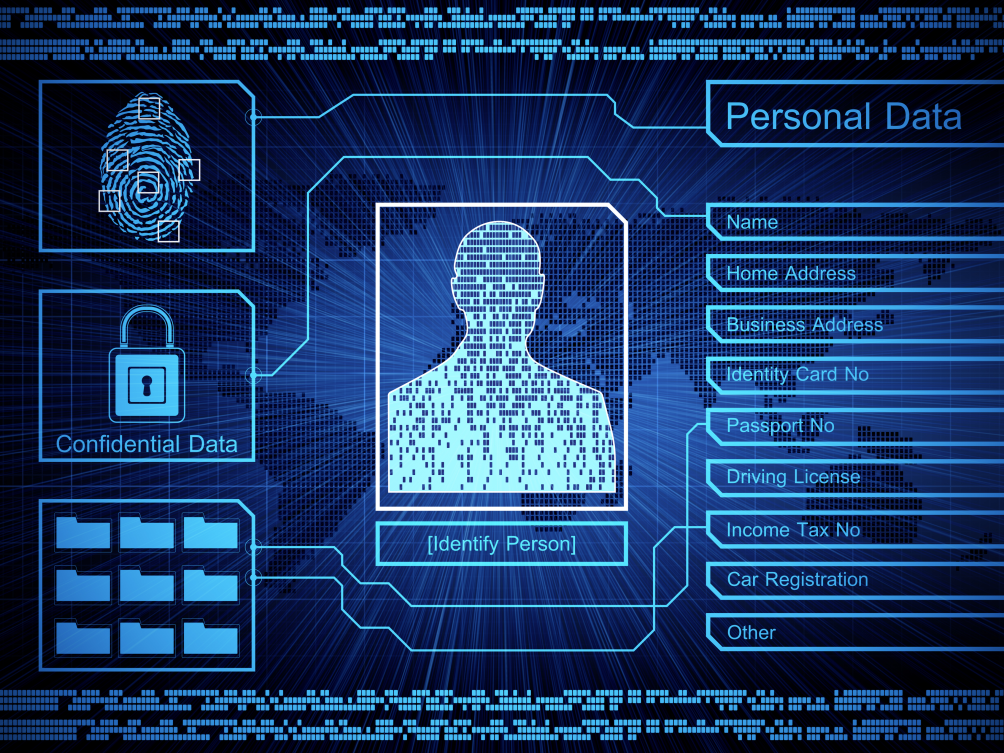 Personal Data
Name
Home Address
Business Address
Identity Card No
Passport No
Driving License
Income Tax No
Car Registration
Other
Confidential Data
[Identify Person]